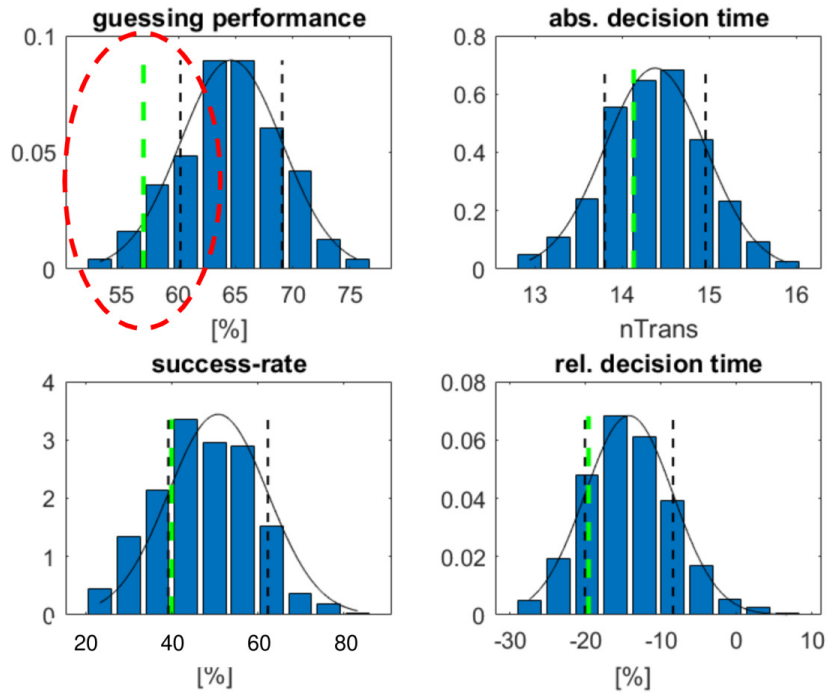 guessing performance
0.1
0.05
0
55 60 65 70 75
[%]
abs. decision time
0.8
0.6
0.4
0.2
0
13 14 15 16
nTrans
success-rate
4
3
2
1
0
20 40 60 80
[%]
rel. decision time
0.08
0.06
0.04
0.02
0
-30 -20 -10 0 10
[%]